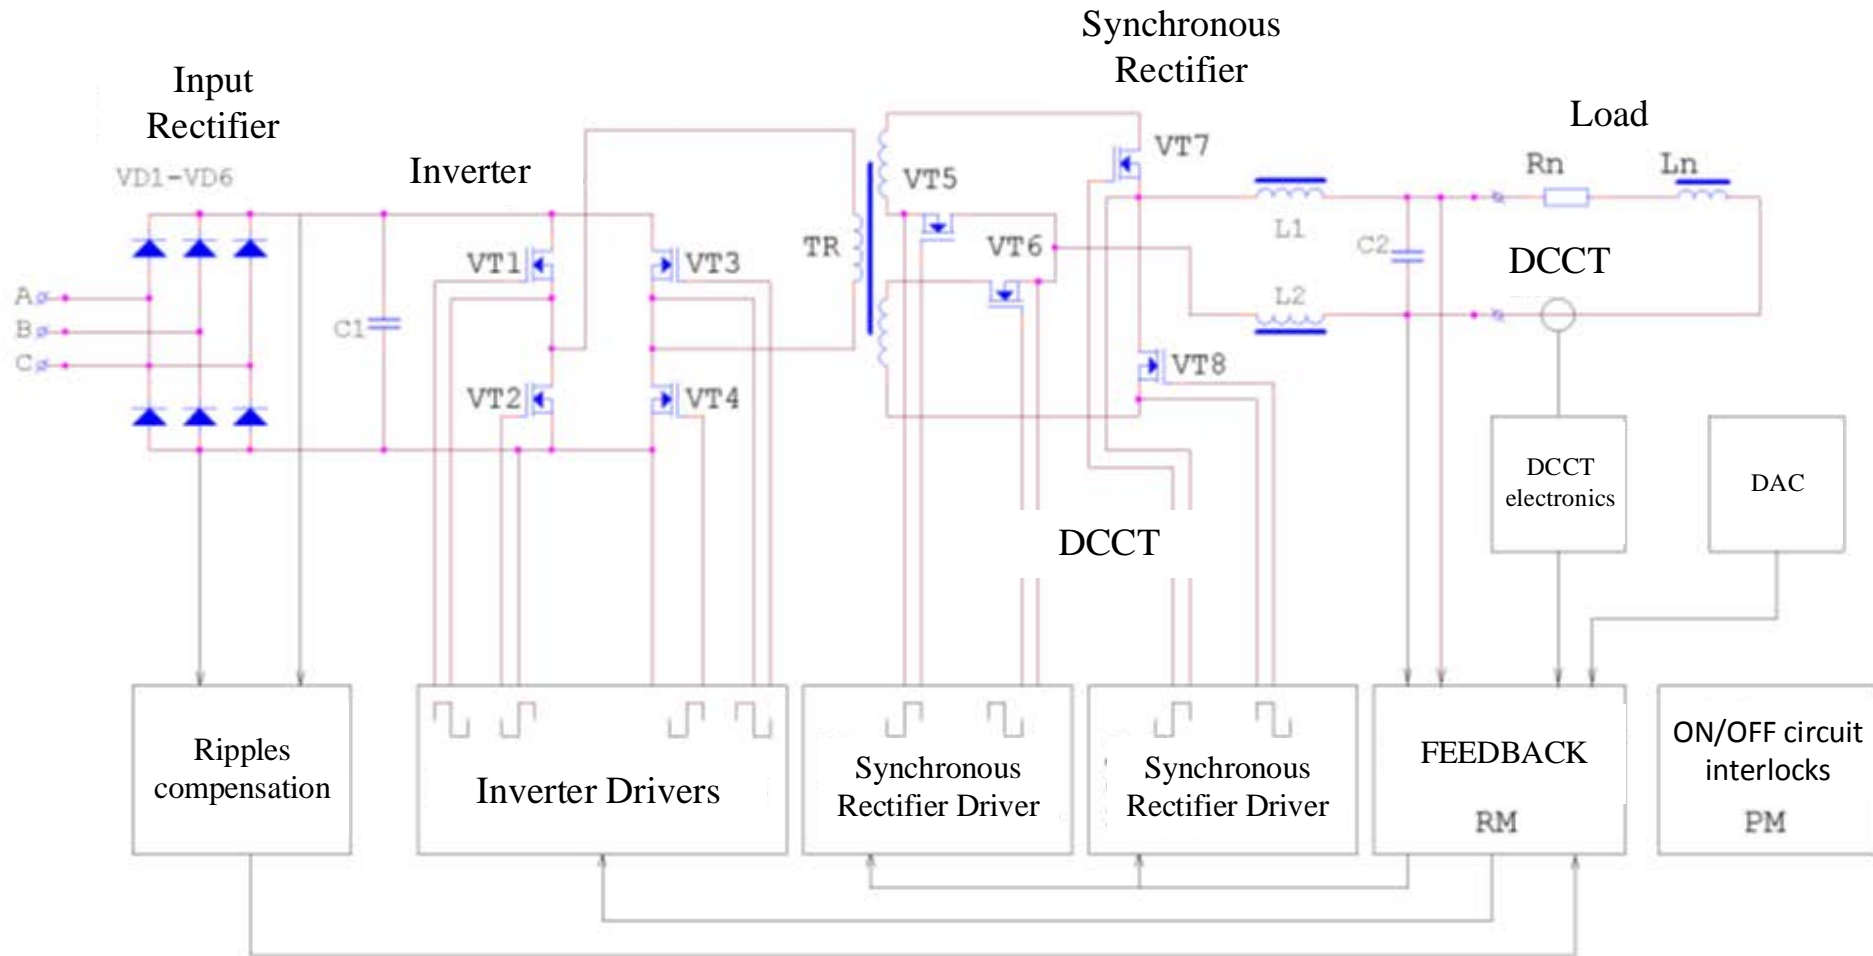 Synchronous
Rectifier
Input
Rectifier
Load
VD1-VD6
Inverter
VT7
Rn
Ln
VT5
VT1
VT3
TR
VT6
L1
C2
DCCT
A
B
C
C1
L2
VT2
VT4
VT8
DCCT
electronics
DAC
DCCT
Ripples
compensation
Inverter Drivers
Synchronous
Rectifier Driver
Synchronous
Rectifier Driver
FEEDBACK
RM
ON/OFF circuit
interlocks
PM